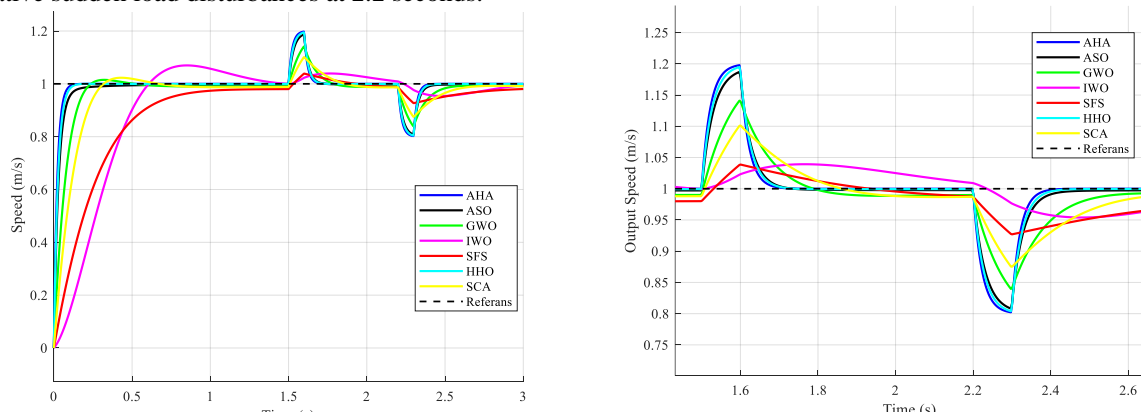 sudden load disturbances at 2.2 seconds.
1.2
1
0.8
0.6
0.4
0.2
0
Speed (m/s)
AHA
ASO
GWO
IWO
SFS
HHO
SCA
Referans
0
0.5
1
1.5
2
2.5
3
1.25
1.2
1.15
1.1
1.05
1
0.95
0.9
0.85
0.8
0.75
Output Speed (m/s)
AHA
ASO
GWO
IWO
SFS
HHO
SCA
Referans
1.6
1.8
2
2.2
2.4
2.6
Time (s)